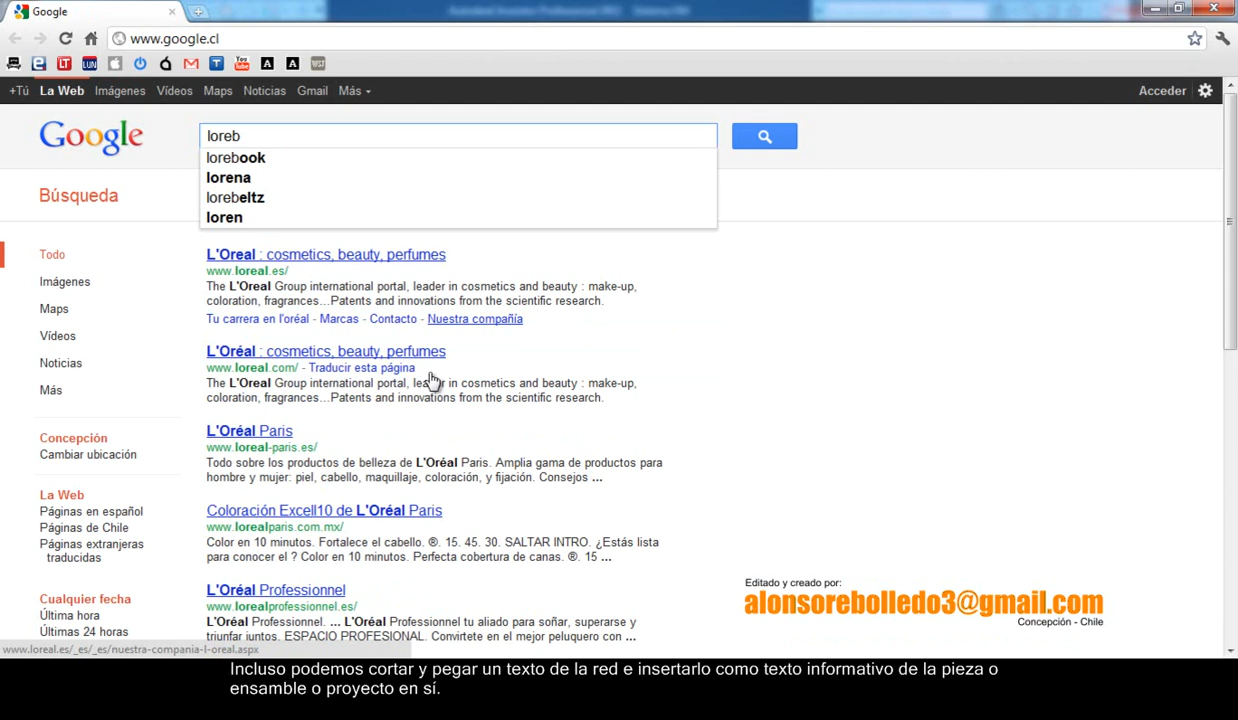 Google
www.google.cl
+Tú La Web Imágenes Vídeos Maps Noticias Gmail Más Acceder
Google
loreb
lorebook
lorena
lorebeltz
loren
Búsqueda
Todo
Imágenes
Maps
Vídeos
Noticias
Más
Concepción
Cambiar ubicación
La Web
Páginas en español
Páginas de Chile
Páginas extranjeras
traducidas
Cualquier fecha
Última hora
Últimas 24 horas
L'Oreal : cosmetics, beauty, perfumes
www.loreal.es/
The L'Oreal Group international portal, leader in cosmetics and beauty : make-up,
coloration, fragrances...Patents and innovations from the scientific research.
Tu carrera en l'oréal - Marcas - Contacto - Nuestra compañía
L'Oréal : cosmetics, beauty, perfumes
www.loreal.com/ - Traducir esta página
The L'Oreal Group international portal, leader in cosmetics and beauty : make-up,
coloration, fragrances...Patents and innovations from the scientific research.
L'Oréal Paris
www.loreal-paris.es/
Todo sobre los productos de belleza de L'Oréal Paris. Amplia gama de productos para
hombre y mujer: piel, cabello, maquillaje, coloración, y fijación. Consejos ...
Coloración Excell10 de L'Oréal Paris
www.lorealparis.com.mx/
Color en 10 minutos. Fortalece el cabello. ®. 15. 45. 30. SALTAR INTRO. ¿Estás lista
para conocer el ? Color en 10 minutos. Perfecta cobertura de canas. ®. 15 ...
L'Oréal Professionnel
www.lorealprofessionnel.es/
L'Oréal Professionnel. ... L'Oréal Professionnel tu aliado para soñar, superarse y
triunfar juntos. ESPACIO PROFESIONAL. Convirtete en el mejor peluquero con ...
Editado y creado por:
alonsorebolledo3@gmail.com
Concepción - Chile
www.loreal.es/_es/_es/nuestra-compania-l-oreal.aspx
Incluso podemos cortar y pegar un texto de la red e insertarlo como texto informativo de la pieza o
ensamble o proyecto en sí.